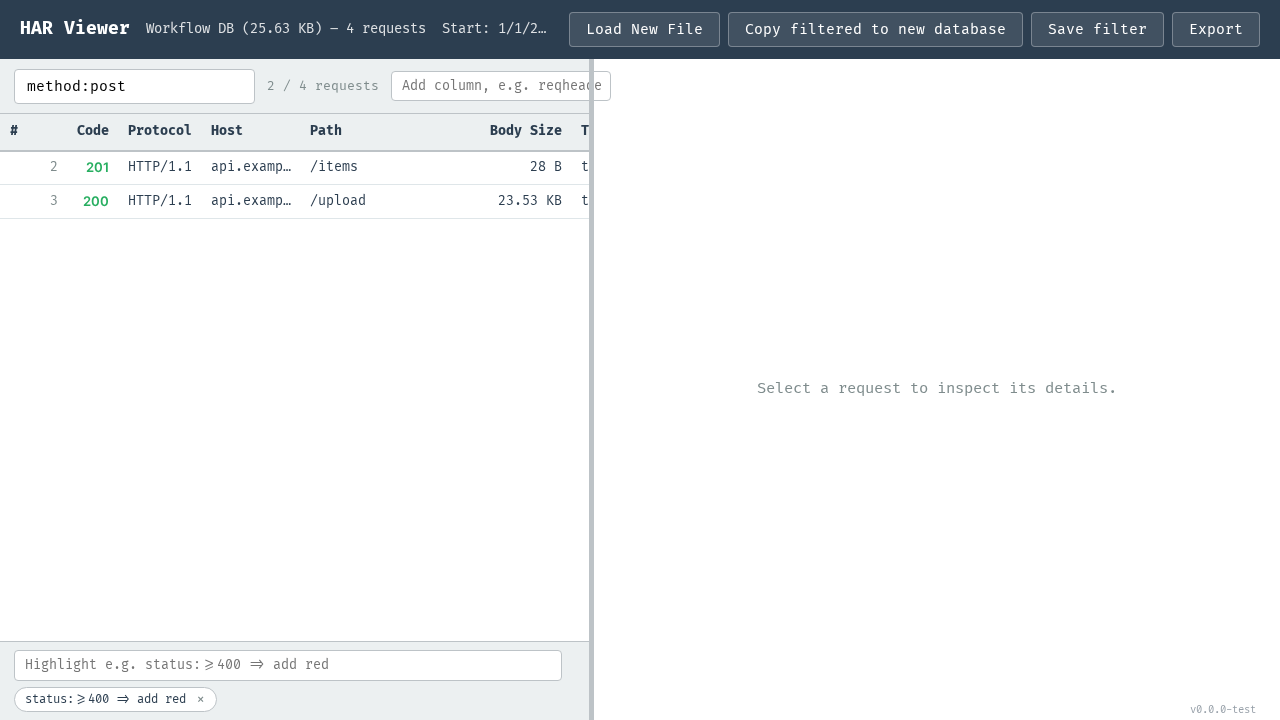 HAR Viewer Workflow DB (25.63 KB) — 4 requests Start: 1/1/2… Load New File Copy filtered to new database Save filter Export
method:post 2 / 4 requests Add column, e.g. reqheade
# Code Protocol Host Path Body Size T
2 201 HTTP/1.1 api.examp… /items 28 B t
3 200 HTTP/1.1 api.examp… /upload 23.53 KB t
Select a request to inspect its details.
Highlight e.g. status:>=400 => add red
status:>=400 => add red ×
v0.0.0-test